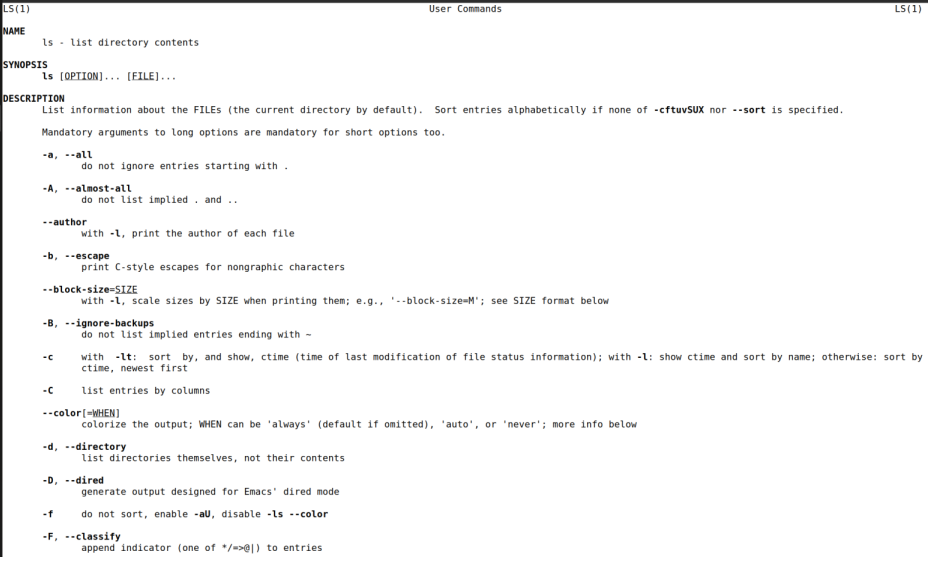 LS(1) User Commands LS(1)
NAME
ls - list directory contents
SYNOPSIS
ls [OPTION]... [FILE]...
DESCRIPTION
List information about the FILEs (the current directory by default). Sort entries alphabetically if none of -cftuvSUX nor --sort is specified.
Mandatory arguments to long options are mandatory for short options too.
-a, --all
do not ignore entries starting with .
-A, --almost-all
do not list implied . and ..
--author
with -l, print the author of each file
-b, --escape
print C-style escapes for nongraphic characters
--block-size=SIZE
with -l, scale sizes by SIZE when printing them; e.g., '--block-size=M'; see SIZE format below
-B, --ignore-backups
do not list implied entries ending with ~
-c with -lt: sort by, and show, ctime (time of last modification of file status information); with -l: show ctime and sort by name; otherwise: sort by
ctime, newest first
-C list entries by columns
--color[=WHEN]
colorize the output; WHEN can be 'always' (default if omitted), 'auto', or 'never'; more info below
-d, --directory
list directories themselves, not their contents
-D, --dired
generate output designed for Emacs' dired mode
-f do not sort, enable -aU, disable -ls --color
-F, --classify
append indicator (one of */=>@|) to entries